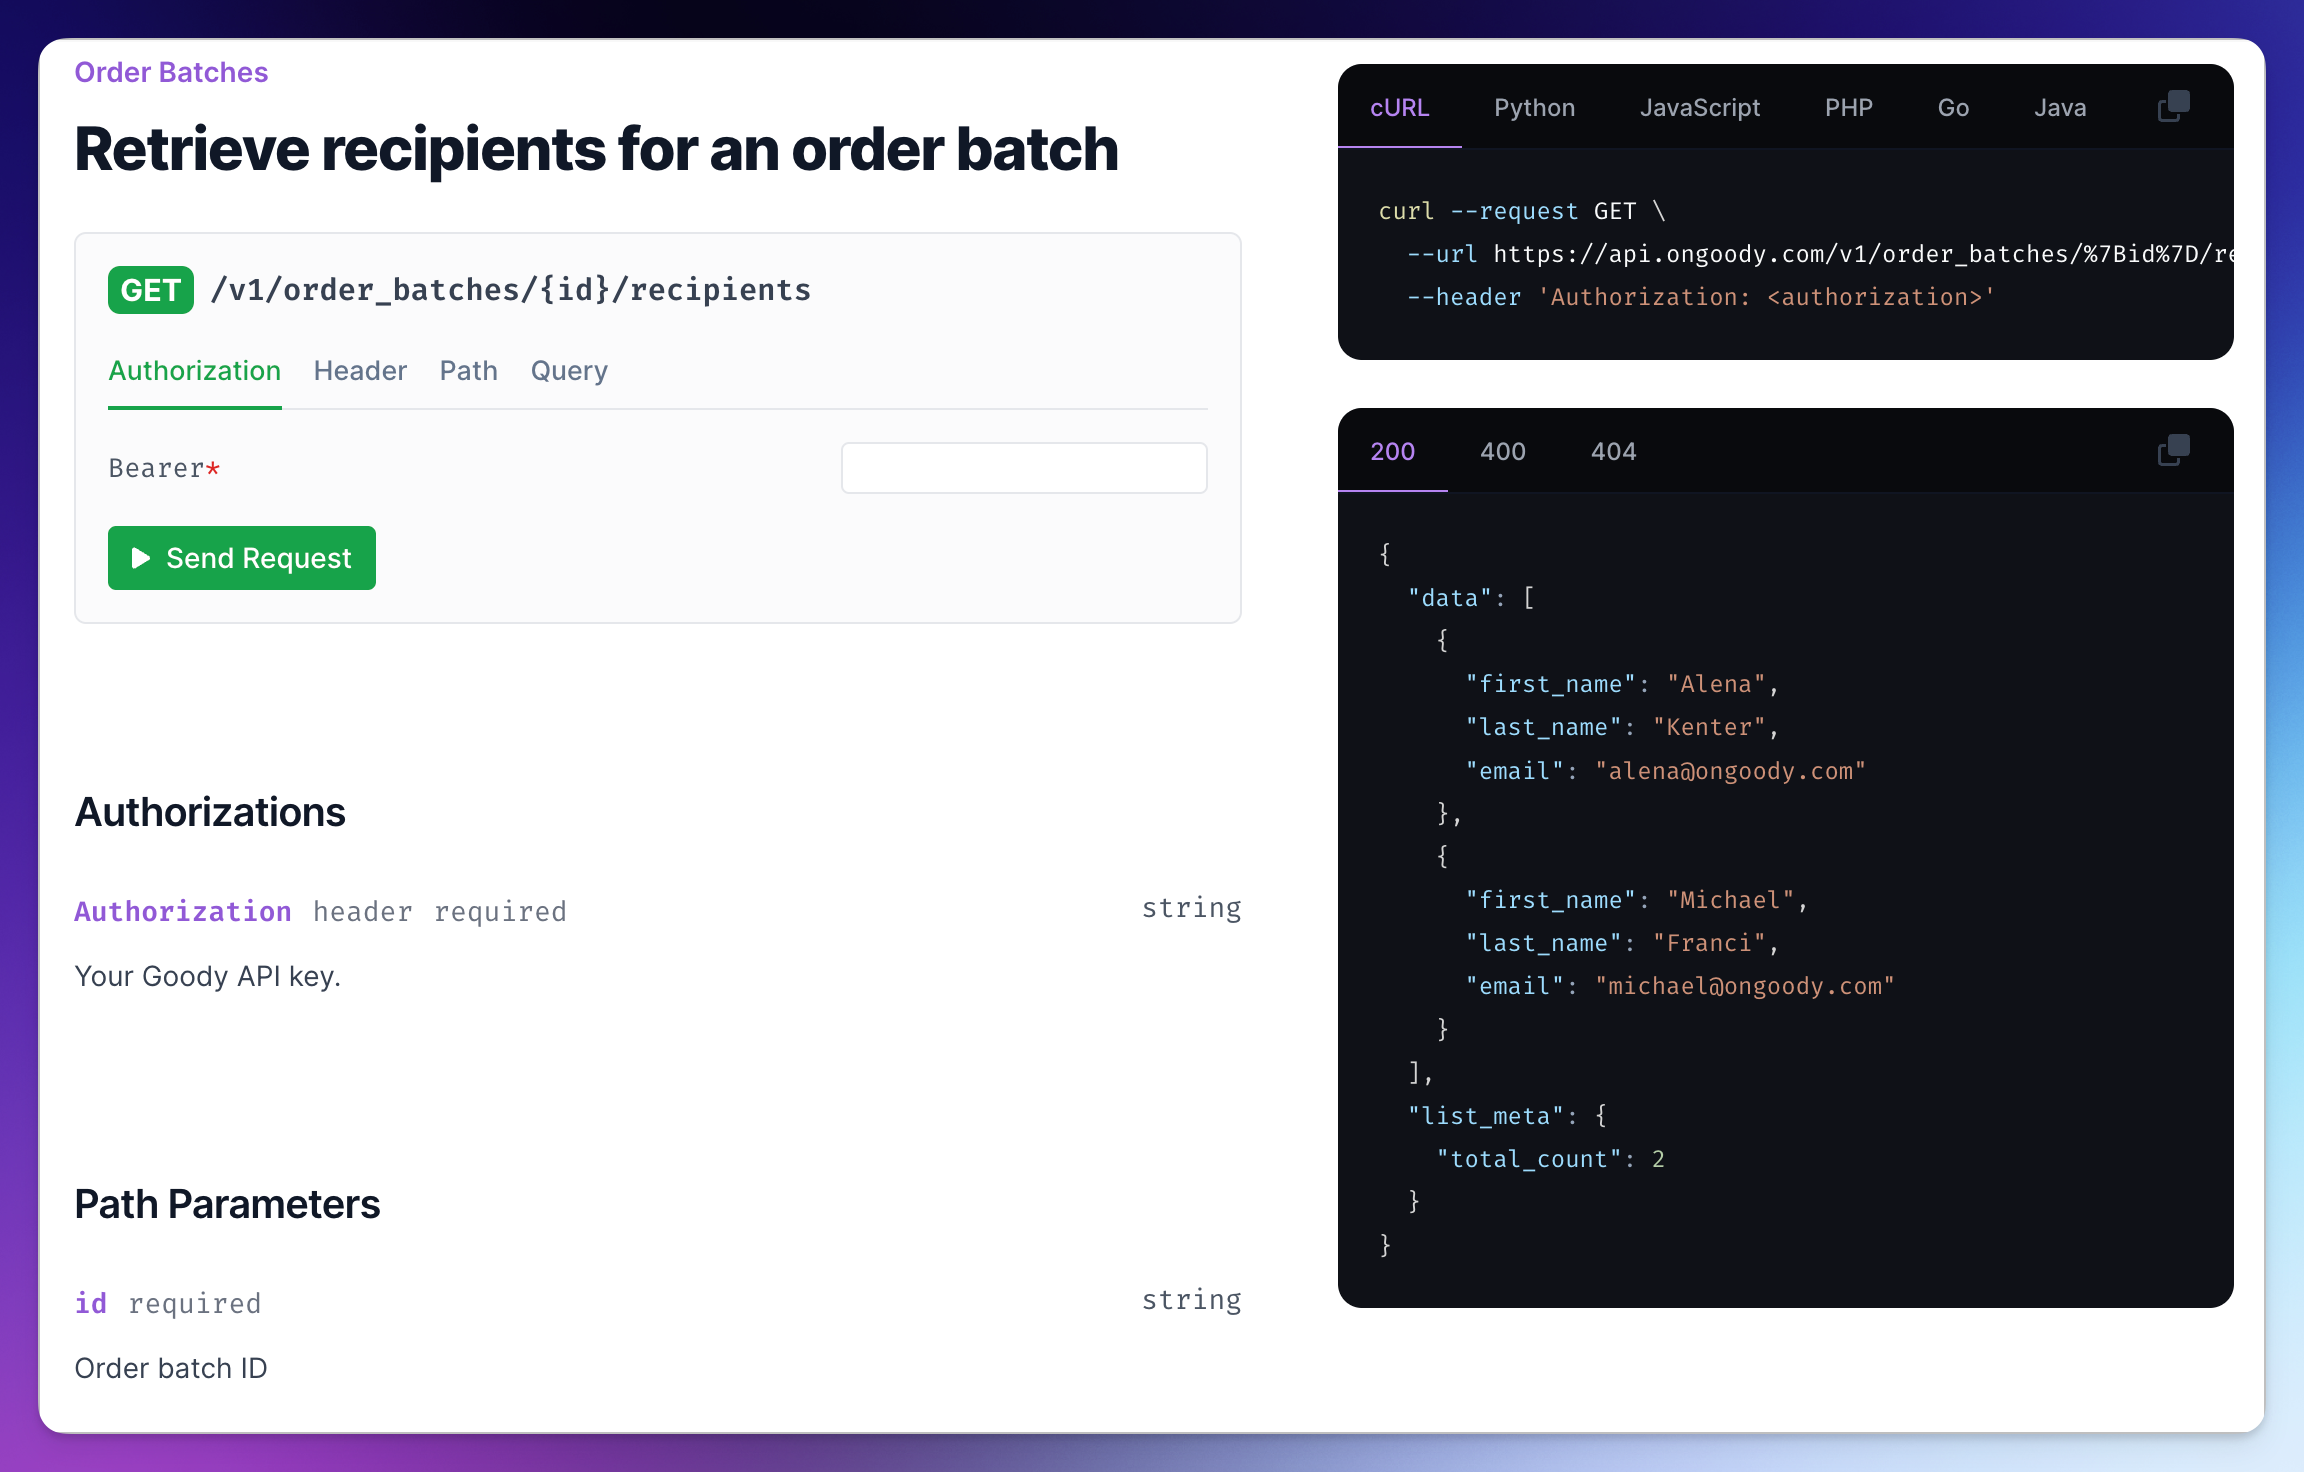 Order Batches
Retrieve recipients for an order batch
GET /v1/order_batches/{id}/recipients
Authorization Header Path Query
Bearer*
Send Request
Authorizations
Authorization header required string
Your Goody API key.
Path Parameters
id required string
Order batch ID
cURL Python JavaScript PHP Go Java
curl --request GET \
  --url https://api.ongoody.com/v1/order_batches/%7Bid%7D/re
  --header 'Authorization: <authorization>'
200 400 404
{
  "data": [
    {
      "first_name": "Alena",
      "last_name": "Kenter",
      "email": "alena@ongoody.com"
    },
    {
      "first_name": "Michael",
      "last_name": "Franci",
      "email": "michael@ongoody.com"
    }
  ],
  "list_meta": {
    "total_count": 2
  }
}